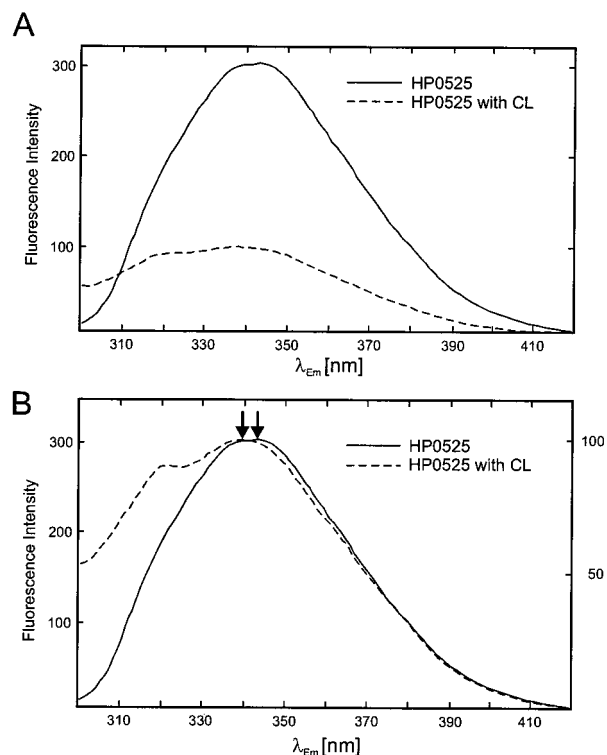 A
Fluorescence Intensity
300
200
100
HP0525
HP0525 with CL
310 330 350 370 390 410
λEm [nm]
B
Fluorescence Intensity
300
200
100
HP0525
HP0525 with CL
100
50
310 330 350 370 390 410
λEm [nm]